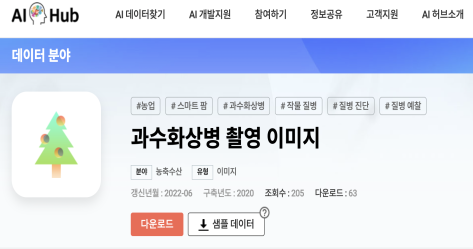 AI Hub
AI 데이터찾기 AI 개발지원 참여하기 정보공유 고객지원 AI 허브소개
데이터 분야
#농업 # 스마트 팜 # 과수화상병 # 작물 질병 # 질병 진단 # 질병 예찰
과수화상병 촬영 이미지
분야 농축수산 유형 이미지
갱신년월 : 2022-06 구축년도 : 2020 조회수 : 205 다운로드 : 63
다운로드 샘플 데이터 ?